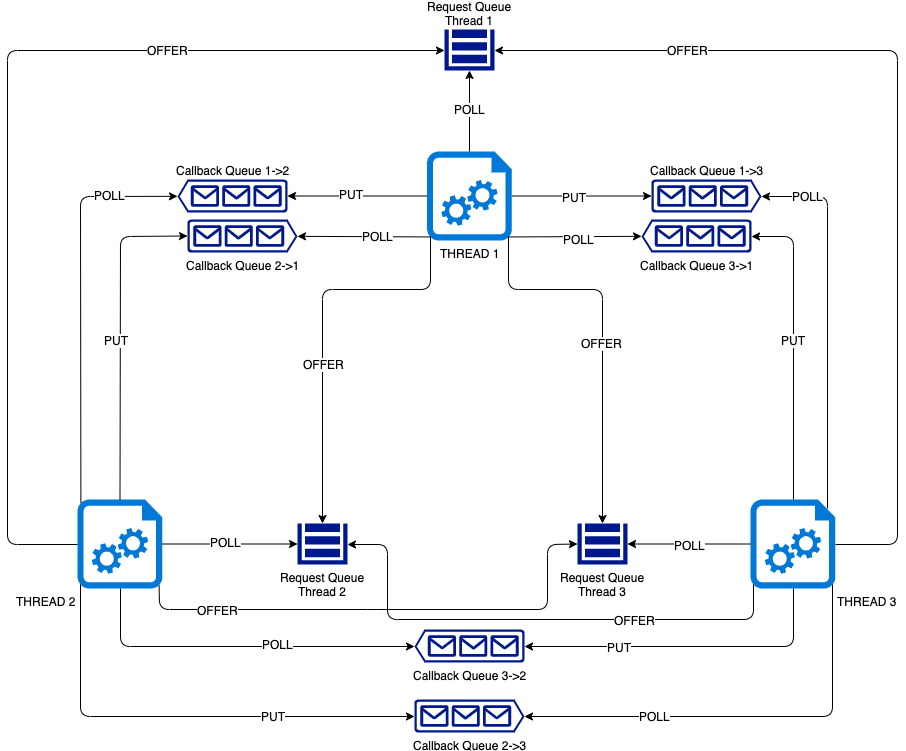 Request Queue
Thread 1
OFFER
OFFER
POLL
Callback Queue 1->2
Callback Queue 1->3
POLL
PUT
PUT
POLL
POLL
POLL
Callback Queue 2->1
THREAD 1
Callback Queue 3->1
PUT
PUT
OFFER
OFFER
POLL
POLL
Request Queue
Thread 2
Request Queue
Thread 3
THREAD 2
THREAD 3
OFFER
OFFER
POLL
PUT
Callback Queue 3->2
PUT
POLL
Callback Queue 2->3